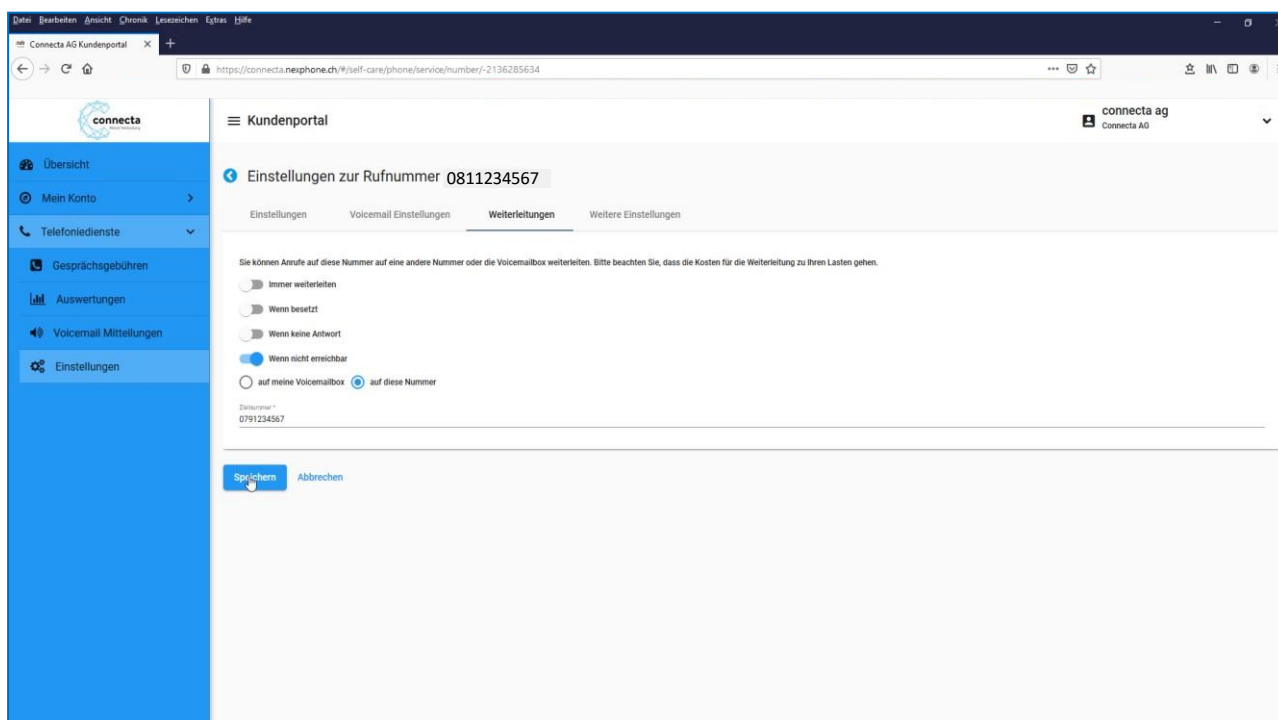 Datei Bearbeiten Ansicht Chronik Lesezeichen Extras Hilfe
Connecta AG Kundenportal
https://connecta.nexphone.ch/#/self-care/phone/service/number/-2136285634
connecta
Kundenportal
connecta ag
Connecta AG
Übersicht
Mein Konto
Telefoniedienste
Gesprächsgebühren
Auswertungen
Voicemail Mitteilungen
Einstellungen
Einstellungen zur Rufnummer 0811234567
Einstellungen Voicemail Einstellungen Weiterleitungen Weitere Einstellungen
Sie können Anrufe auf diese Nummer auf eine andere Nummer oder die Voicemailbox weiterleiten. Bitte beachten Sie, dass die Kosten für die Weiterleitung zu Ihren Lasten gehen.
Immer weiterleiten
Wenn besetzt
Wenn keine Antwort
Wenn nicht erreichbar
auf meine Voicemailbox auf diese Nummer
Zielnummer *
0791234567
Speichern Abbrechen